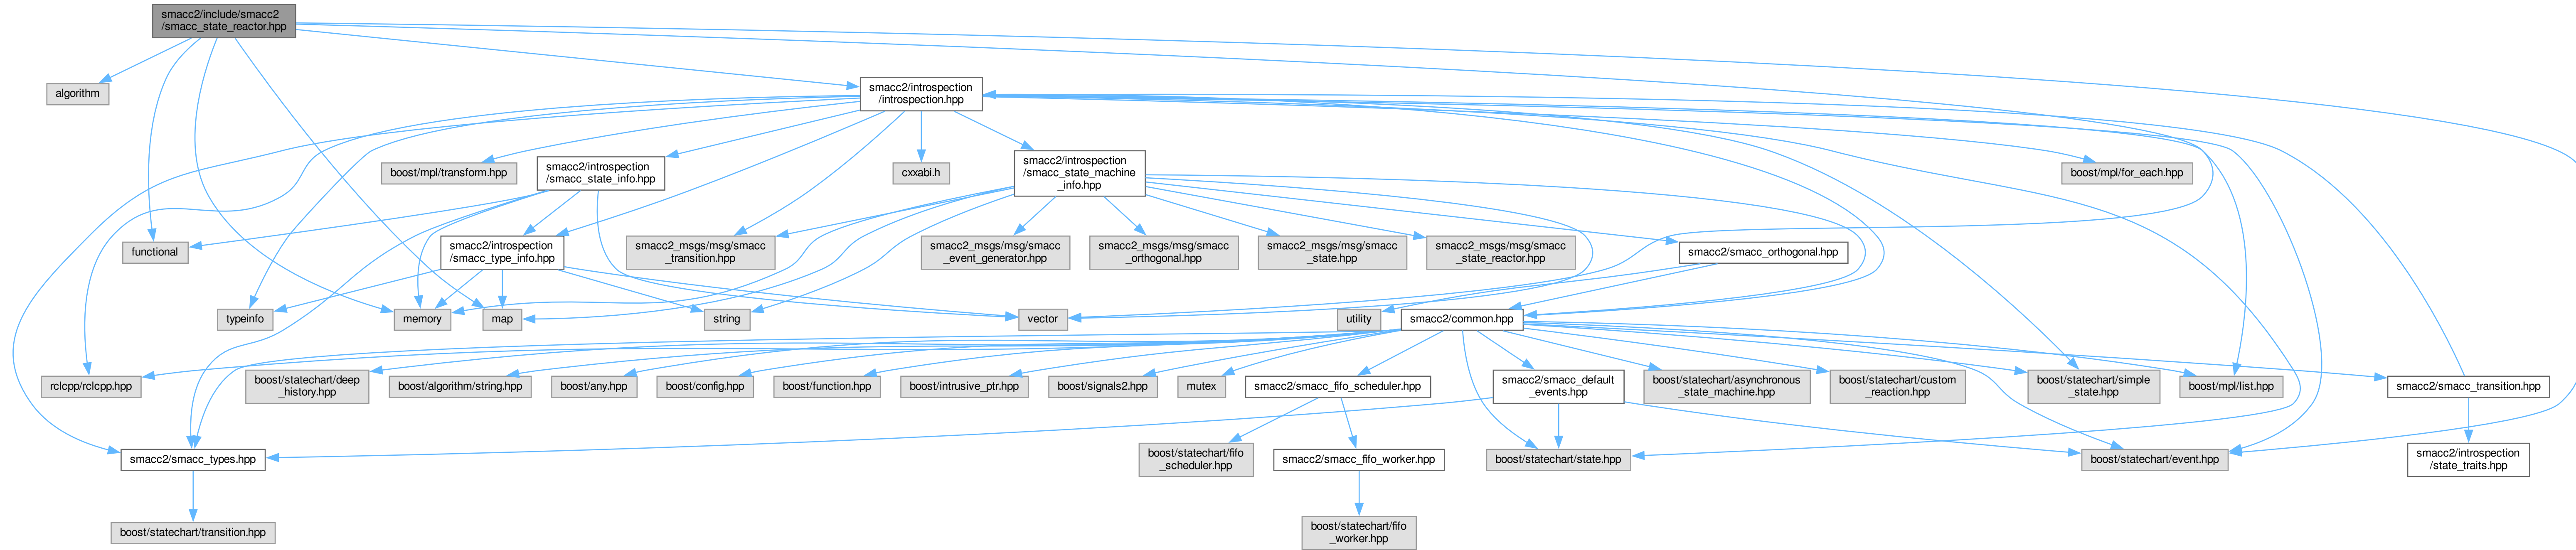 smacc2/include/smacc2
/smacc_state_reactor.hpp
algorithm
smacc2/introspection
/introspection.hpp
boost/mpl/transform.hpp
smacc2/introspection
/smacc_state_info.hpp
cxxabi.h
smacc2/introspection
/smacc_state_machine
_info.hpp
boost/mpl/for_each.hpp
functional
smacc2/introspection
/smacc_type_info.hpp
smacc2_msgs/msg/smacc
_transition.hpp
smacc2_msgs/msg/smacc
_event_generator.hpp
smacc2_msgs/msg/smacc
_orthogonal.hpp
smacc2_msgs/msg/smacc
_state.hpp
smacc2_msgs/msg/smacc
_state_reactor.hpp
smacc2/smacc_orthogonal.hpp
typeinfo
memory
map
string
vector
utility
smacc2/common.hpp
rclcpp/rclcpp.hpp
boost/statechart/deep
_history.hpp
boost/algorithm/string.hpp
boost/any.hpp
boost/config.hpp
boost/function.hpp
boost/intrusive_ptr.hpp
boost/signals2.hpp
mutex
smacc2/smacc_fifo_scheduler.hpp
smacc2/smacc_default
_events.hpp
boost/statechart/asynchronous
_state_machine.hpp
boost/statechart/custom
_reaction.hpp
boost/statechart/simple
_state.hpp
boost/mpl/list.hpp
smacc2/smacc_transition.hpp
smacc2/smacc_types.hpp
boost/statechart/fifo
_scheduler.hpp
smacc2/smacc_fifo_worker.hpp
boost/statechart/state.hpp
boost/statechart/event.hpp
smacc2/introspection
/state_traits.hpp
boost/statechart/transition.hpp
boost/statechart/fifo
_worker.hpp